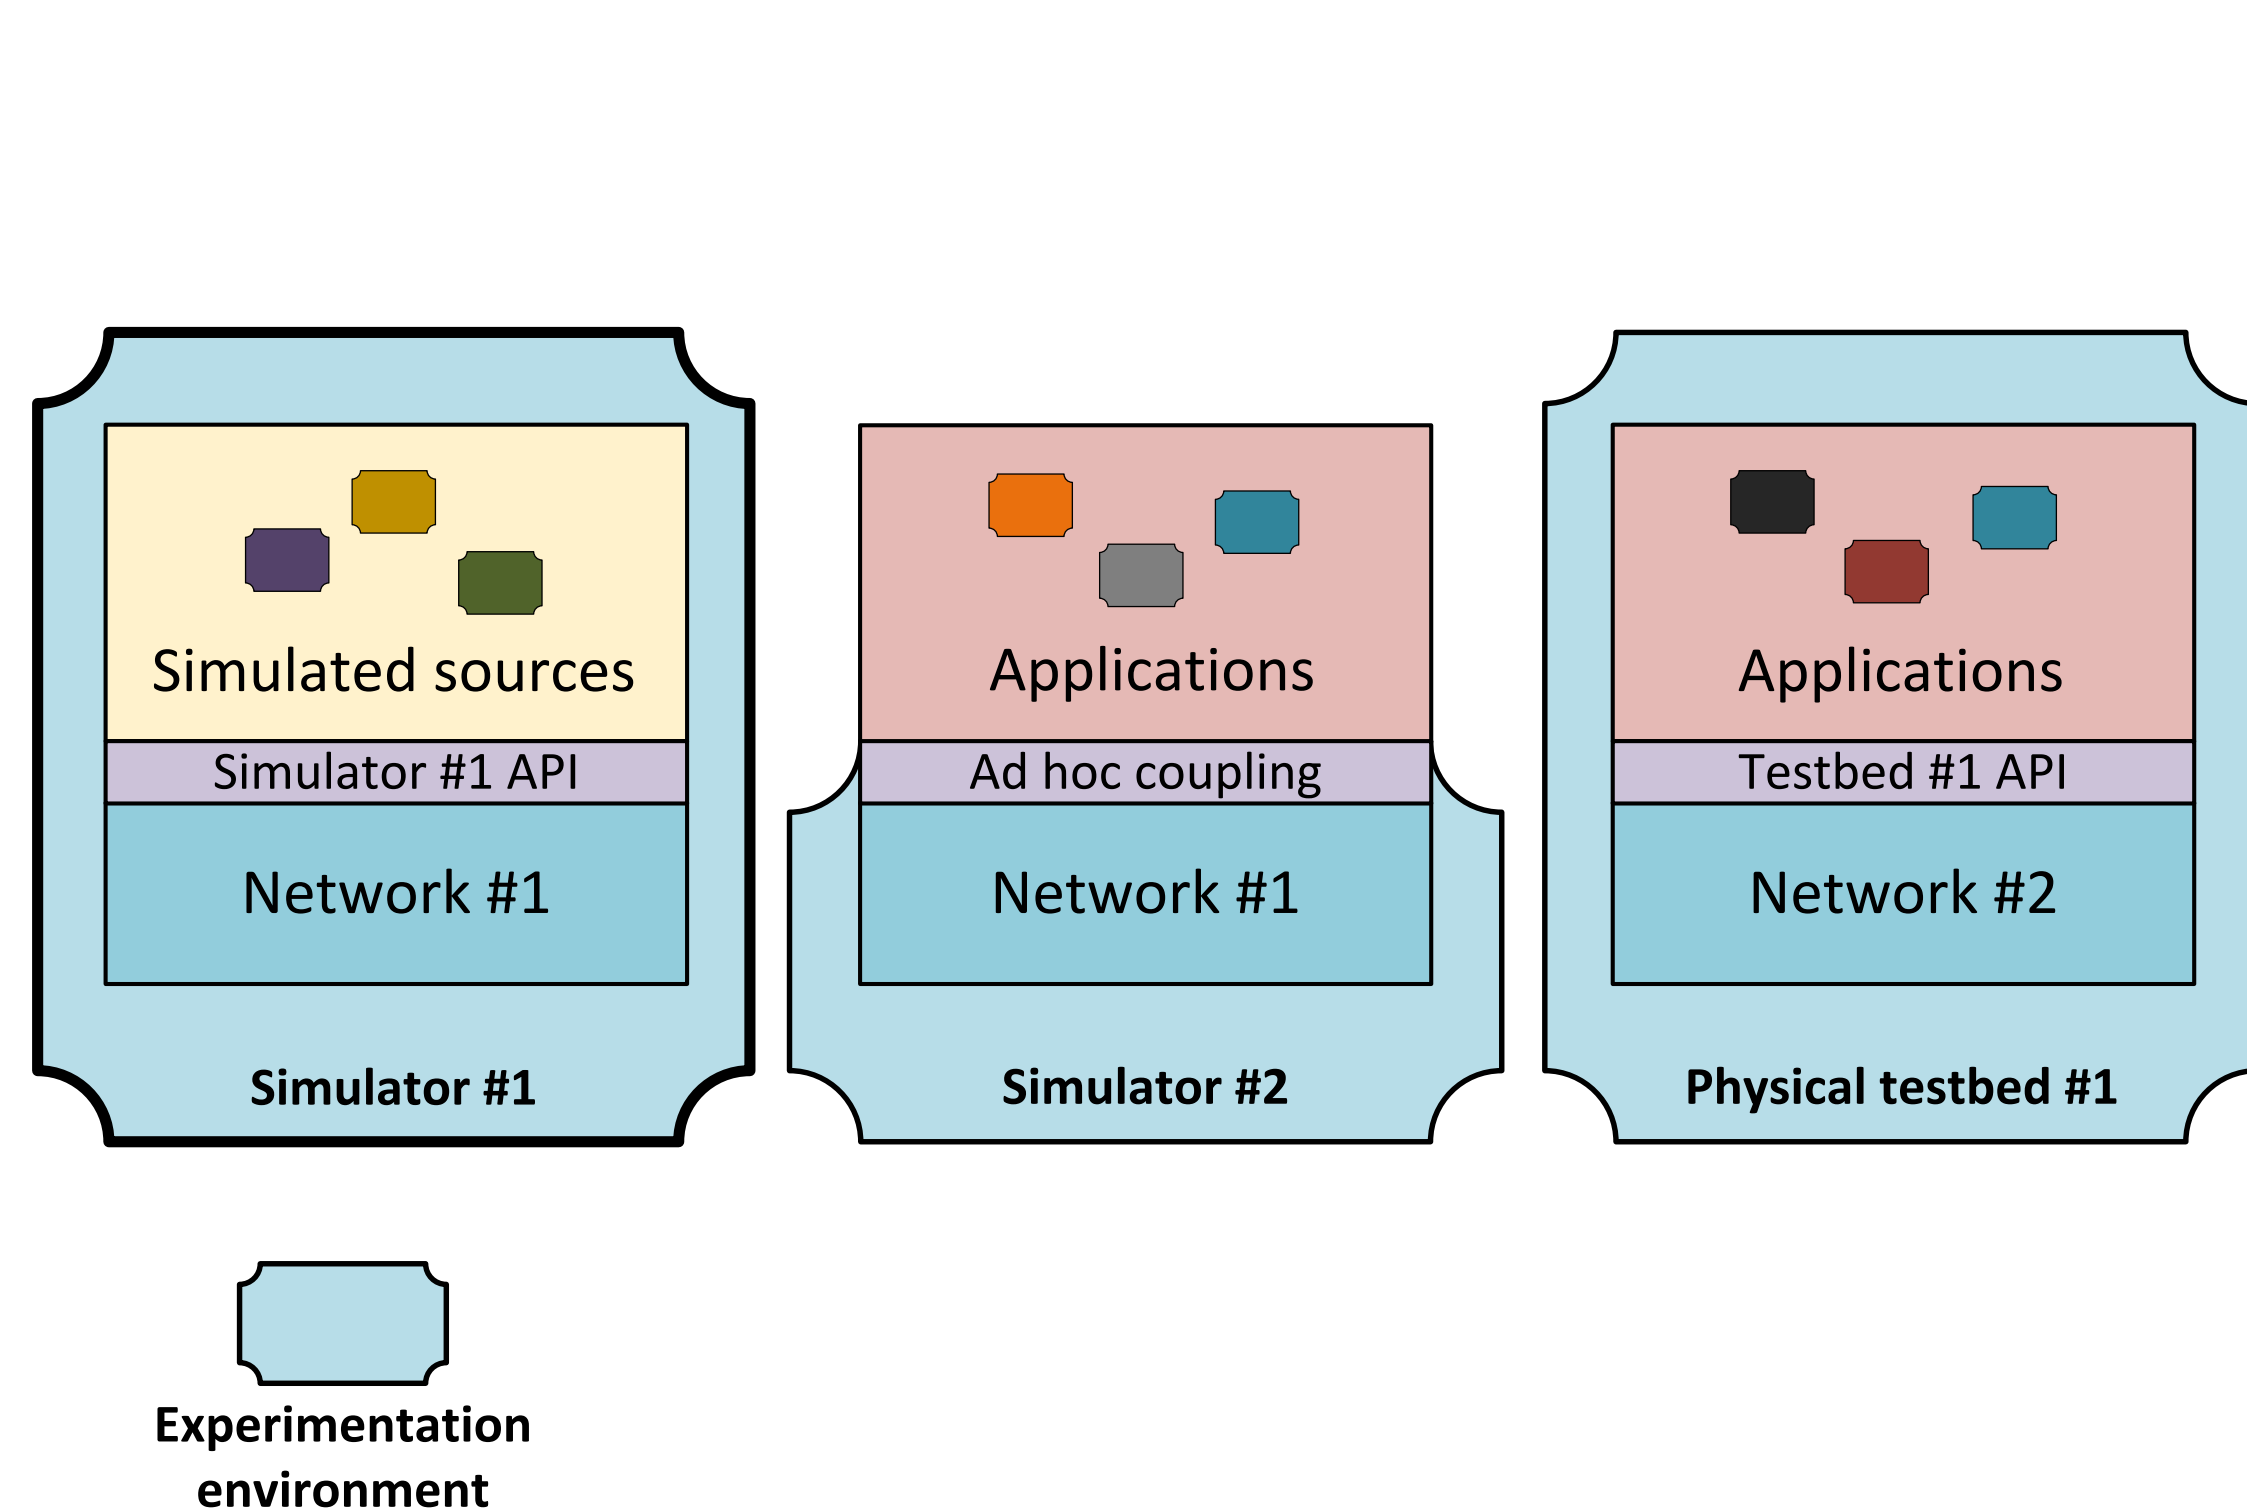 Simulated sources
Simulator #1 API
Network #1
Simulator #1
Applications
Ad hoc coupling
Network #1
Simulator #2
Applications
Testbed #1 API
Network #2
Physical testbed #1
Experimentation
environment